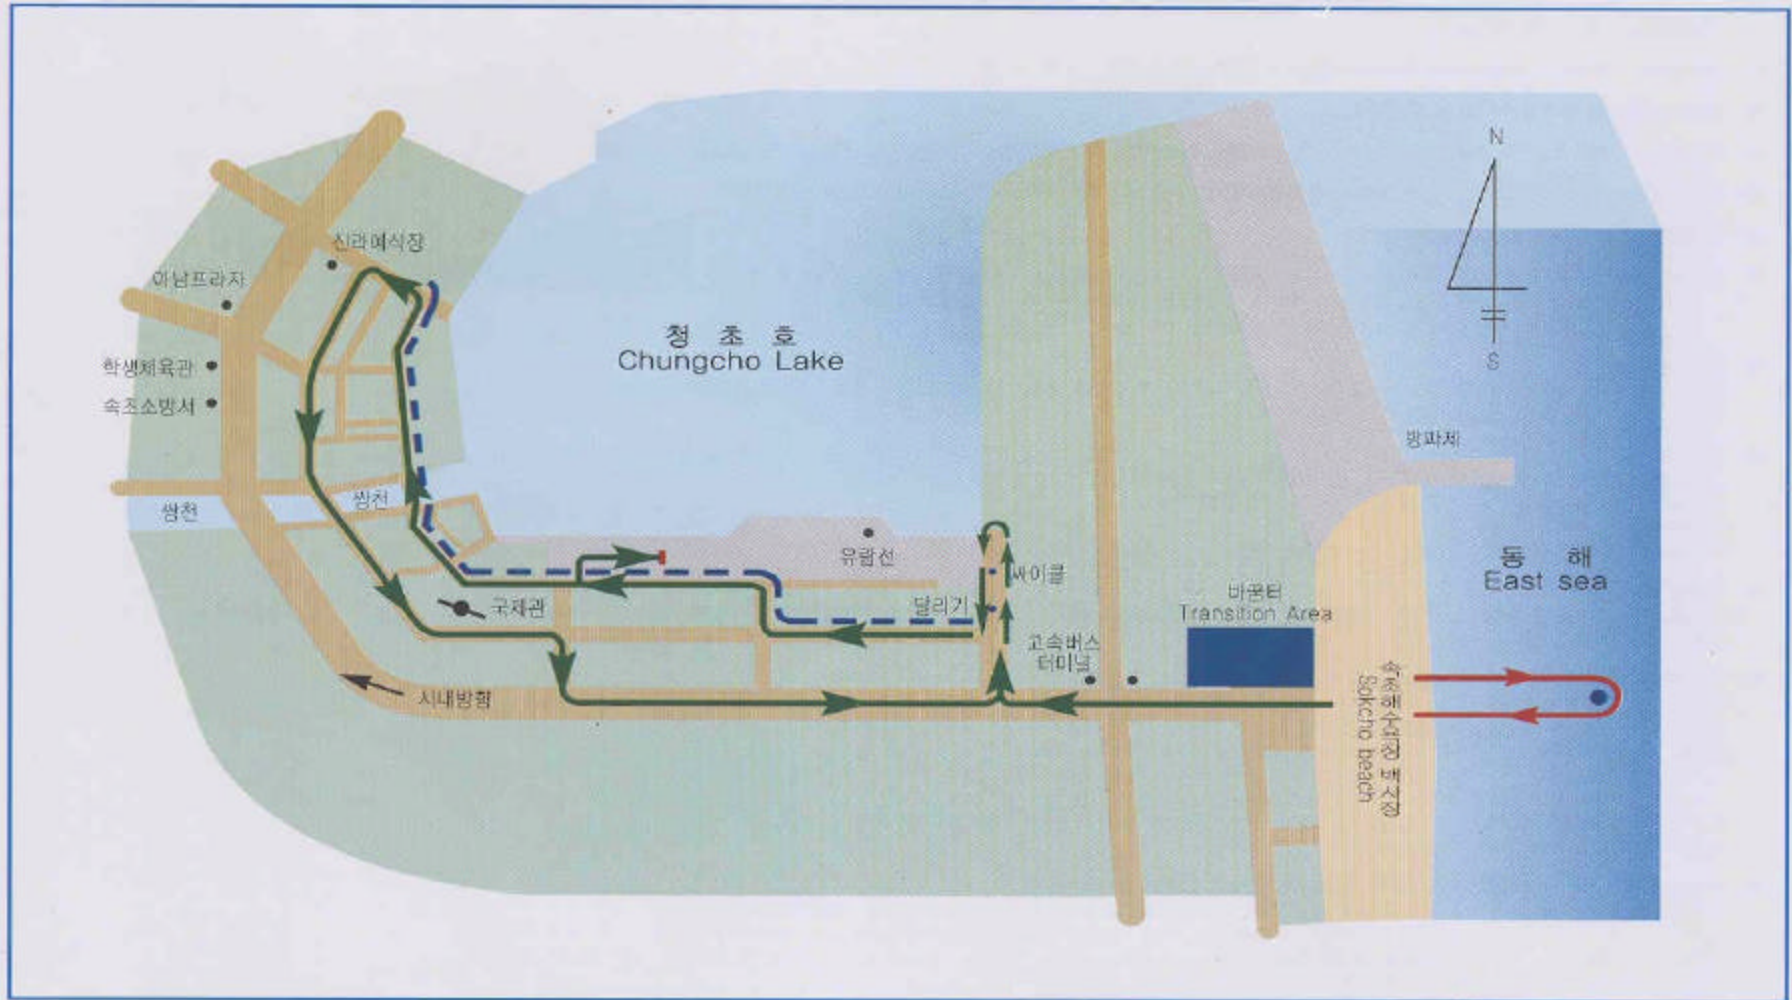 N
신라예식장
아남프라자
청 초 호
Chungcho Lake
학생체육관
S
속초소방서
방파제
쌍천
쌍천
유람선
동 해
East sea
싸이클
바꿈터
Transition Area
국제관
달리기
고속버스
터미널
시내방향
속초해수욕장 백사장
Sokcho beach